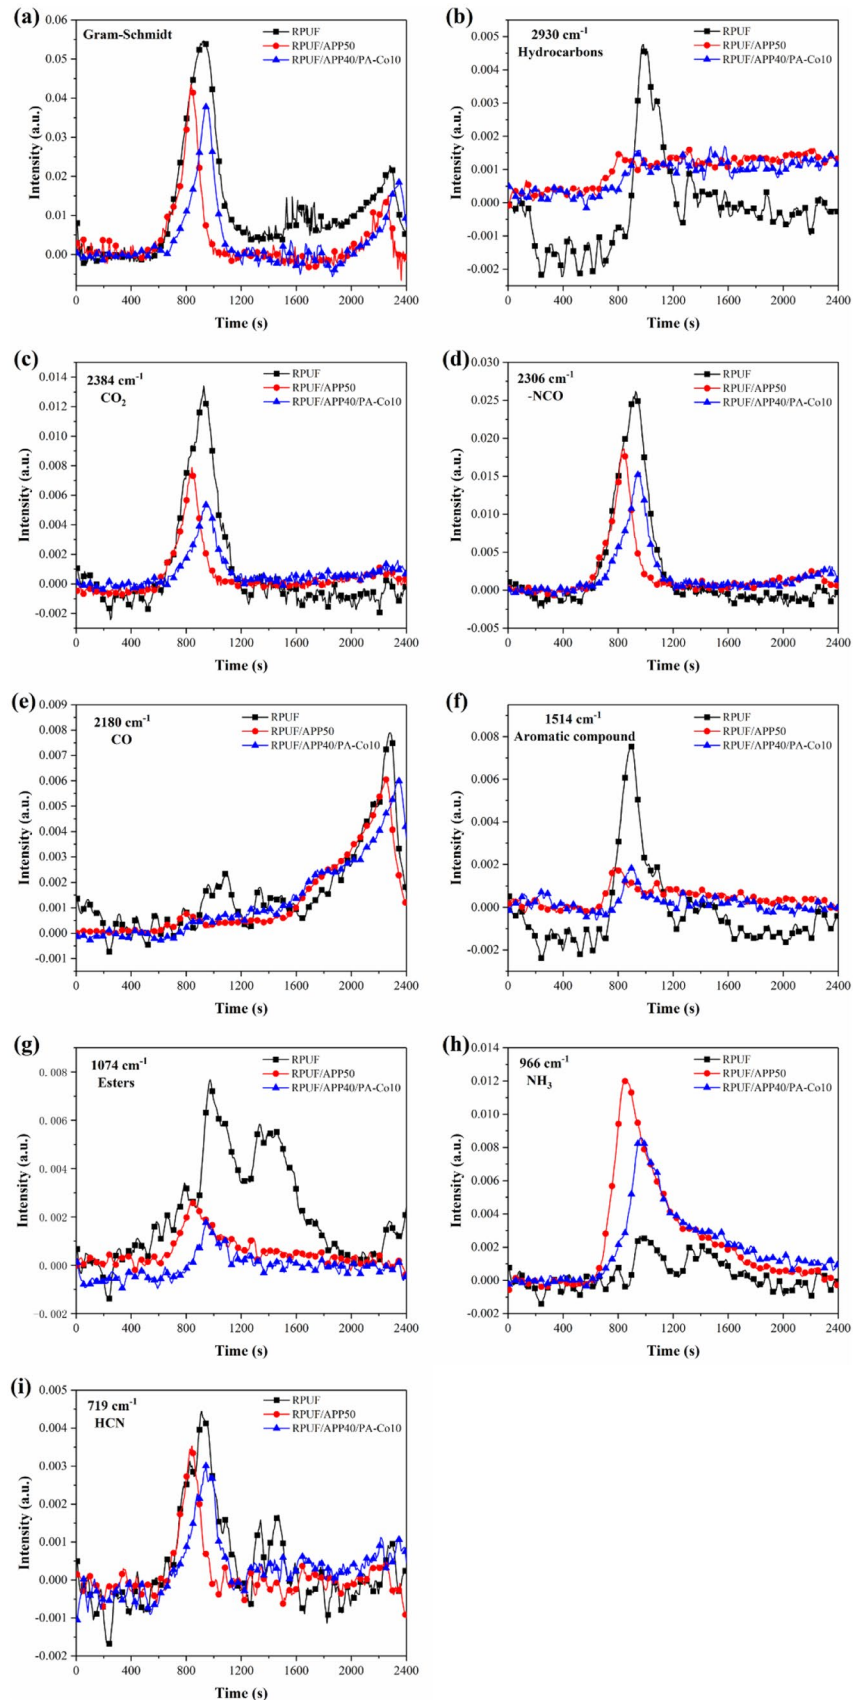 (a)
Gram-Schmidt
RPUF
RPUF/APP50
RPUF/APP40/PA-Co10
Intensity (a.u.)
0.06
0.05
0.04
0.03
0.02
0.01
0.00
0 400 800 1200 1600 2000 2400
Time (s)
(b)
2930 cm⁻¹
Hydrocarbons
RPUF
RPUF/APP50
RPUF/APP40/PA-Co10
Intensity (a.u.)
0.005
0.004
0.003
0.002
0.001
0.000
-0.001
-0.002
0 400 800 1200 1600 2000 2400
Time (s)
(c)
2384 cm⁻¹
CO₂
RPUF
RPUF/APP50
RPUF/APP40/PA-Co10
Intensity (a.u.)
0.014
0.012
0.010
0.008
0.006
0.004
0.002
0.000
-0.002
0 400 800 1200 1600 2000 2400
Time (s)
(d)
2306 cm⁻¹
-NCO
RPUF
RPUF/APP50
RPUF/APP40/PA-Co10
Intensity (a.u.)
0.030
0.025
0.020
0.015
0.010
0.005
0.000
-0.005
0 400 800 1200 1600 2000 2400
Time (s)
(e)
2180 cm⁻¹
CO
RPUF
RPUF/APP50
RPUF/APP40/PA-Co10
Intensity (a.u.)
0.009
0.008
0.007
0.006
0.005
0.004
0.003
0.002
0.001
0.000
-0.001
0 400 800 1200 1600 2000 2400
Time (s)
(f)
1514 cm⁻¹
Aromatic compound
RPUF
RPUF/APP50
RPUF/APP40/PA-Co10
Intensity (a.u.)
0.008
0.006
0.004
0.002
0.000
-0.002
0 400 800 1200 1600 2000 2400
Time (s)
(g)
1074 cm⁻¹
Esters
RPUF
RPUF/APP50
RPUF/APP40/PA-Co10
Intensity (a.u.)
0.008
0.006
0.004
0.002
0.000
-0.002
0 400 800 1200 1600 2000 2400
Time (s)
(h)
966 cm⁻¹
NH₃
RPUF
RPUF/APP50
RPUF/APP40/PA-Co10
Intensity (a.u.)
0.014
0.012
0.010
0.008
0.006
0.004
0.002
0.000
-0.002
0 400 800 1200 1600 2000 2400
Time (s)
(i)
719 cm⁻¹
HCN
RPUF
RPUF/APP50
RPUF/APP40/PA-Co10
Intensity (a.u.)
0.005
0.004
0.003
0.002
0.001
0.000
-0.001
-0.002
0 400 800 1200 1600 2000 2400
Time (s)